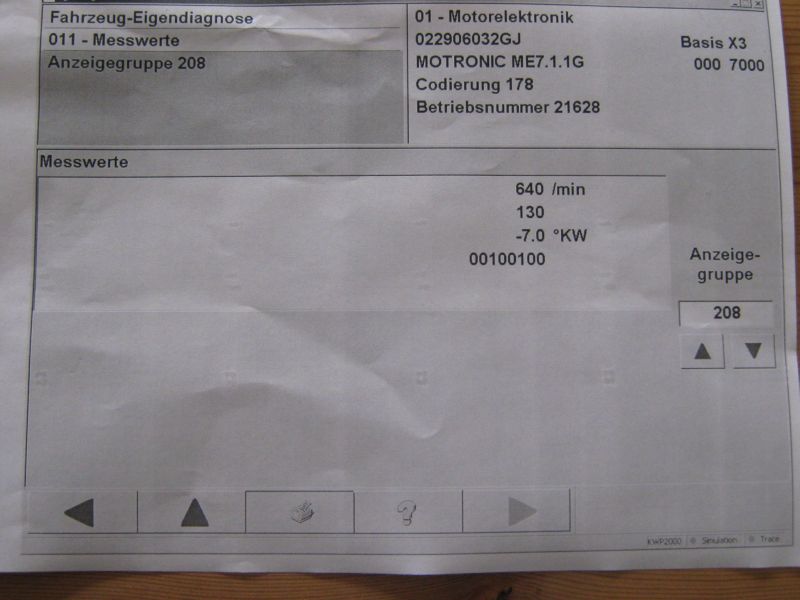 Fahrzeug-Eigendiagnose
011 - Messwerte
Anzeigegruppe 208
01 - Motorelektronik
022906032GJ
MOTRONIC ME7.1.1G
Codierung 178
Betriebsnummer 21628
Basis X3
000 7000
Messwerte
640 /min
130
-7.0 °KW
00100100
Anzeige-
gruppe
208
KWP2000 Simulation Trace